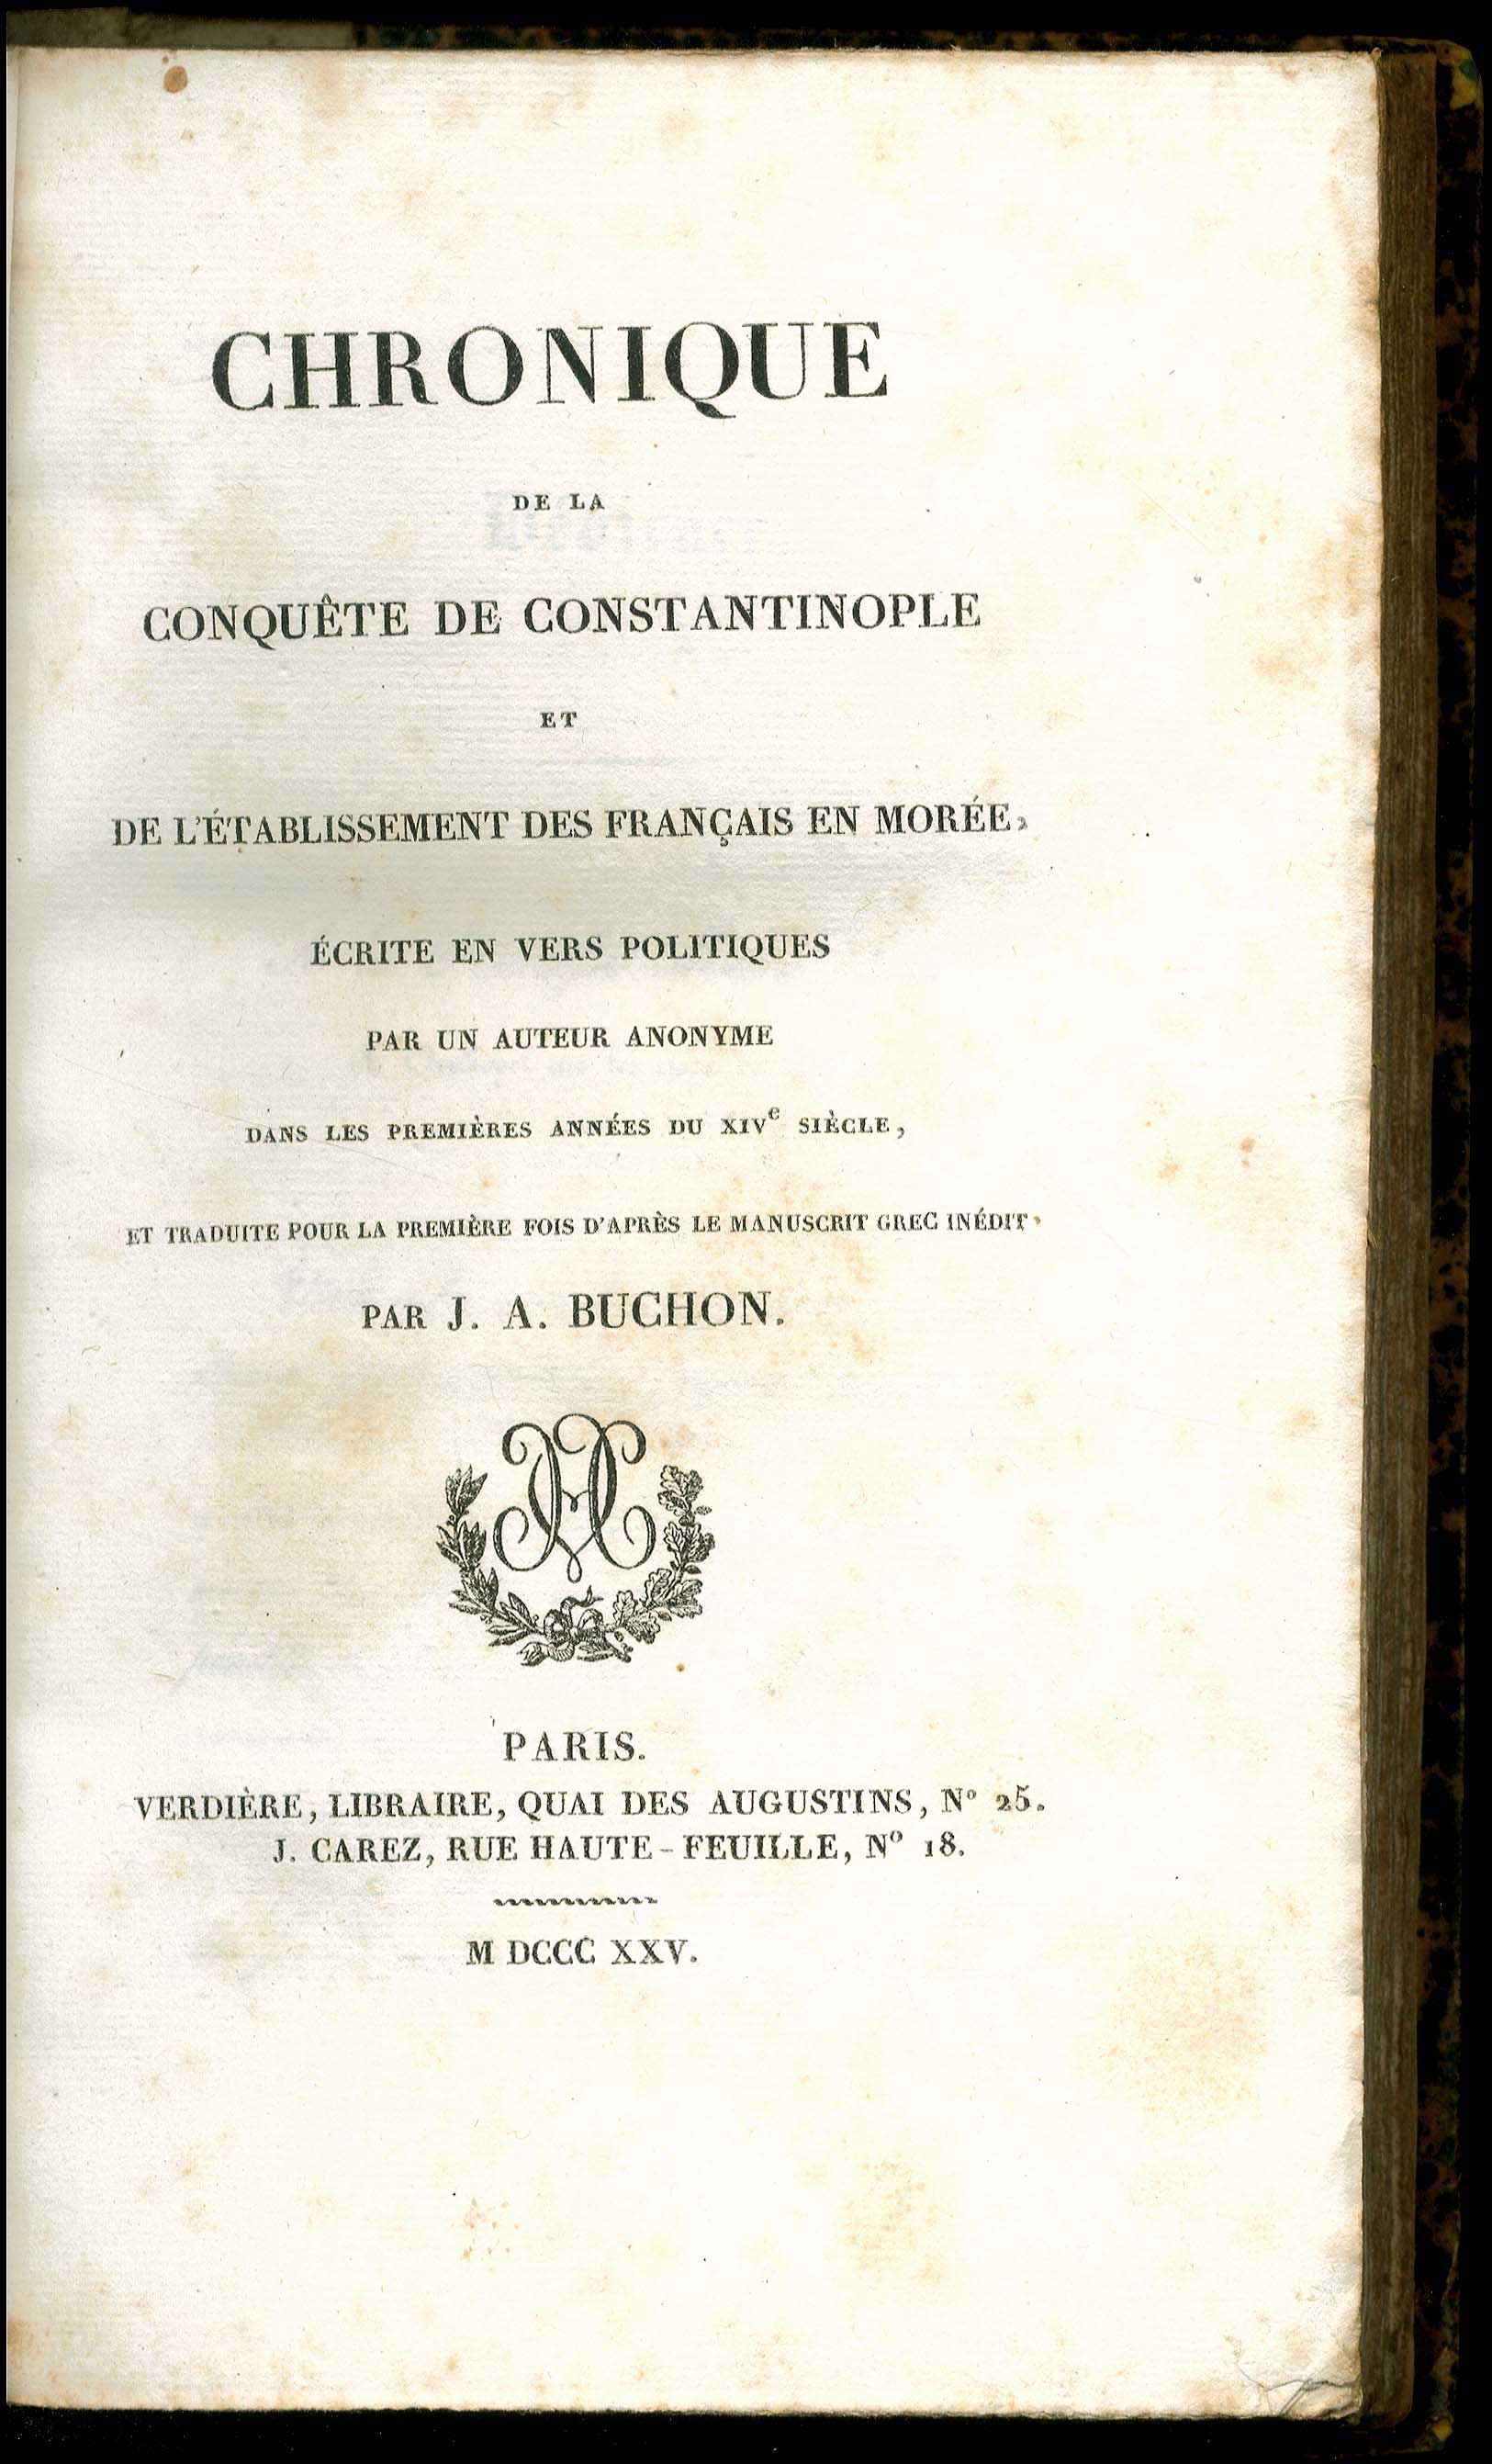 CHRONIQUE
DE LA
CONQUÊTE DE CONSTANTINOPLE
ET
DE L'ÉTABLISSEMENT DES FRANÇAIS EN MORÉE,
ÉCRITE EN VERS POLITIQUES
PAR UN AUTEUR ANONYME
DANS LES PREMIÈRES ANNÉES DU XIVe SIÈCLE,
ET TRADUITE POUR LA PREMIÈRE FOIS D'APRÈS LE MANUSCRIT GREC INÉDIT
PAR J. A. BUCHON.
PARIS.
VERDIÈRE, LIBRAIRE, QUAI DES AUGUSTINS, Nº 25.
J. CAREZ, RUE HAUTE-FEUILLE, Nº 18.
M DCCC XXV.